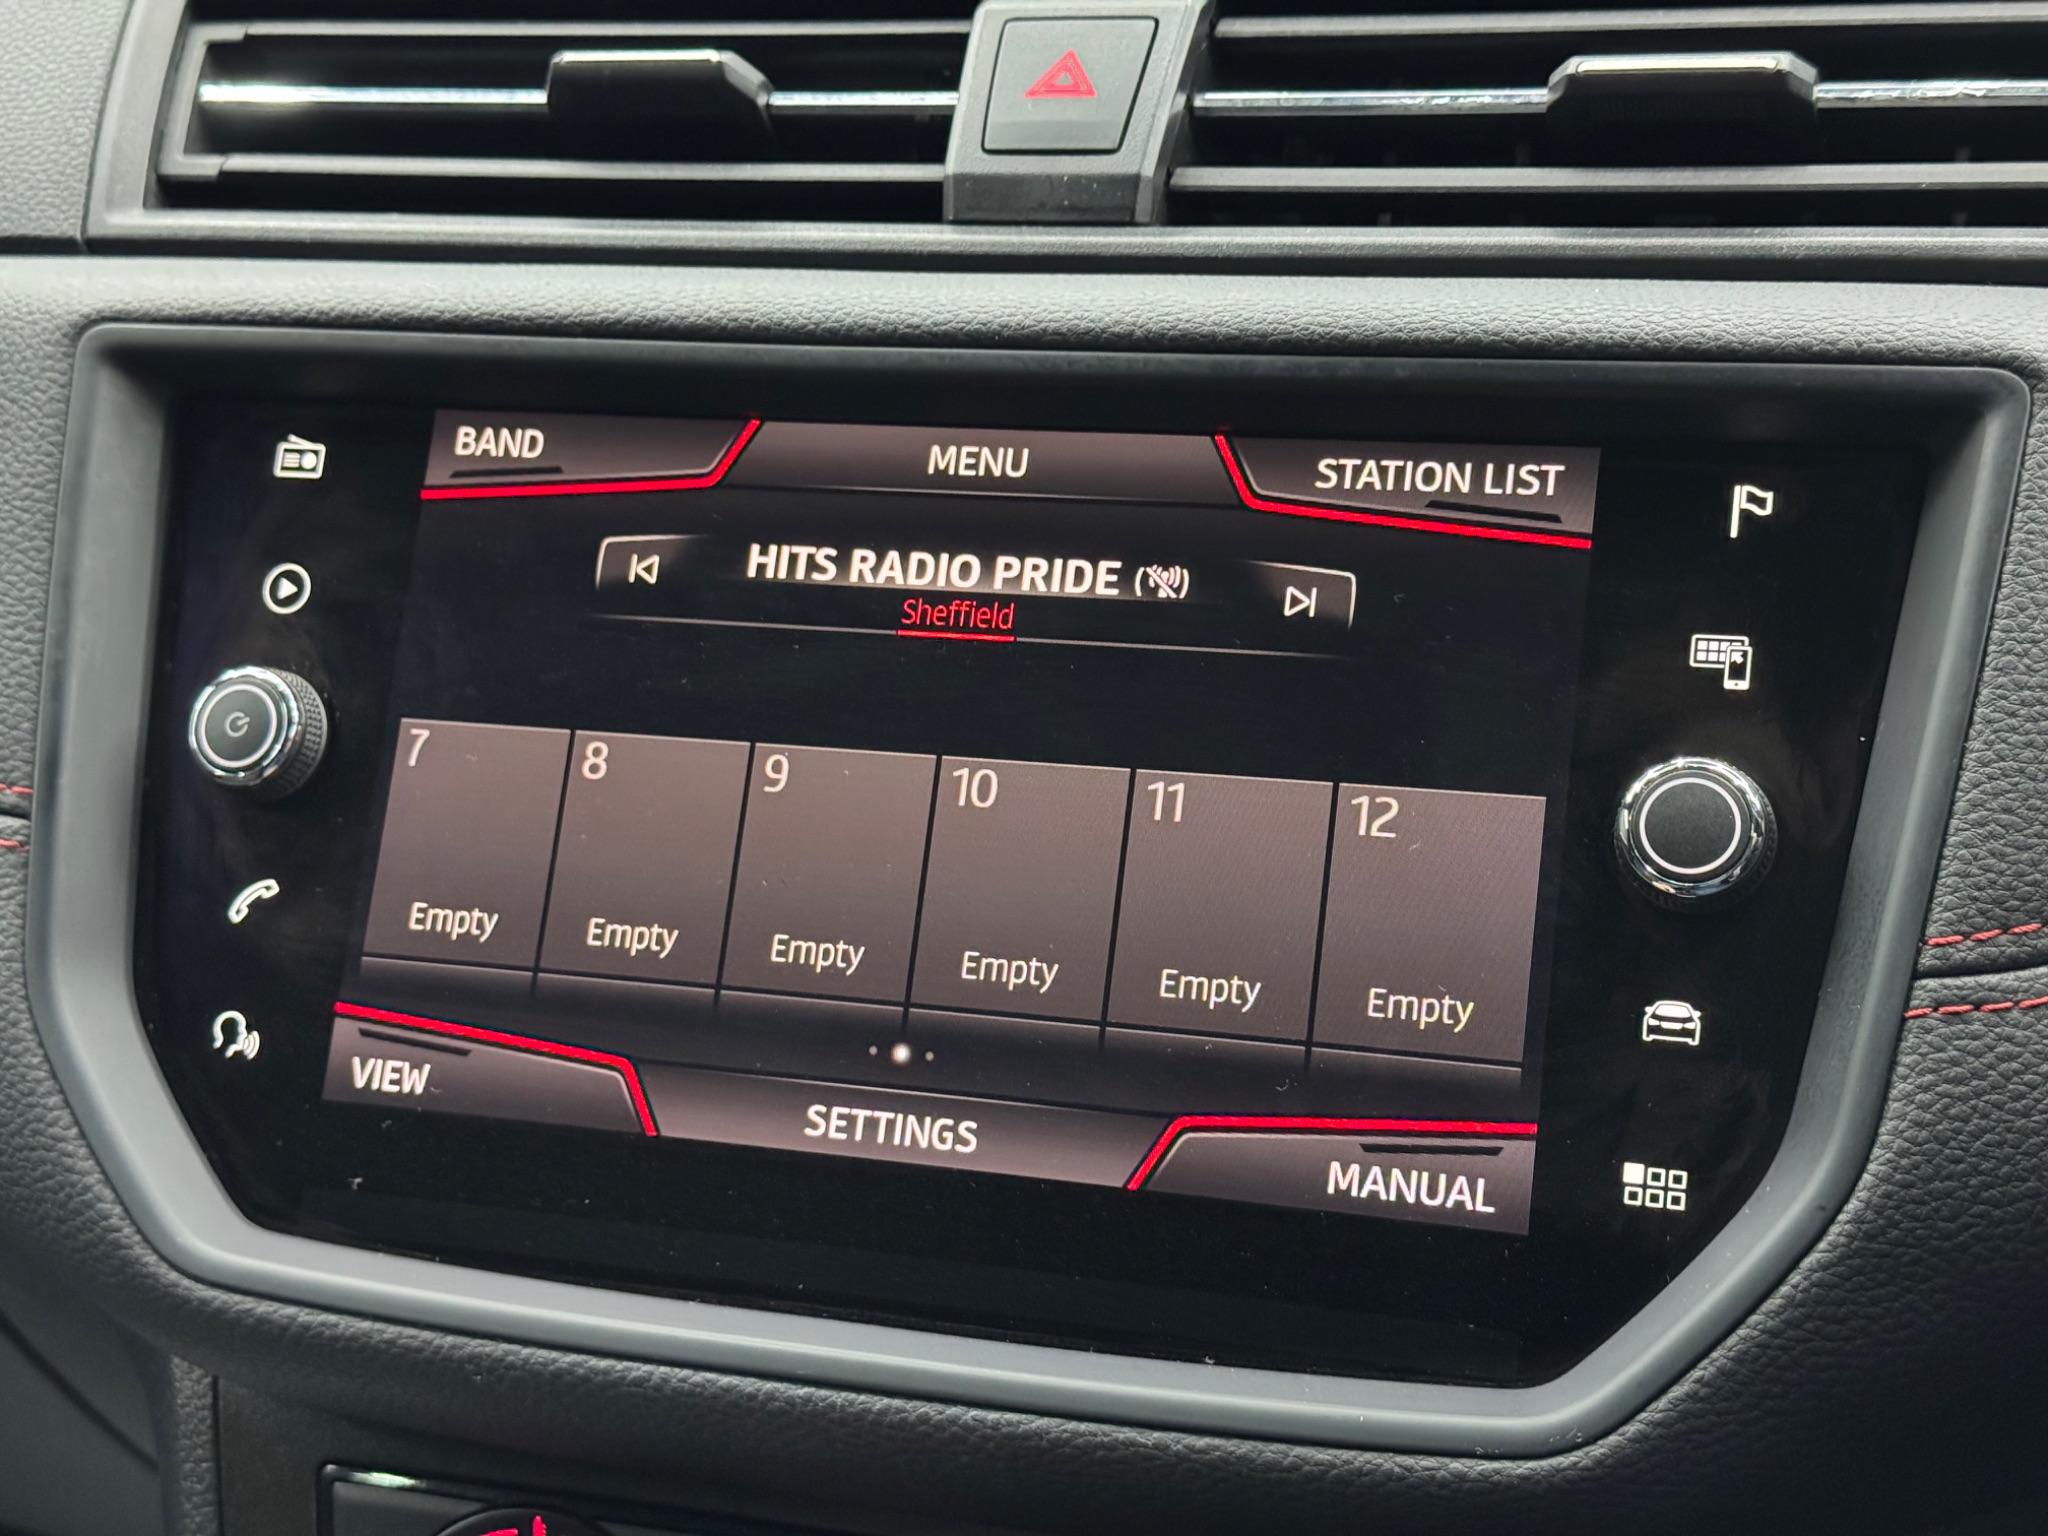 BAND
MENU
STATION LIST
HITS RADIO PRIDE
Sheffield
7
8
9
10
11
12
Empty
Empty
Empty
Empty
Empty
Empty
VIEW
SETTINGS
MANUAL